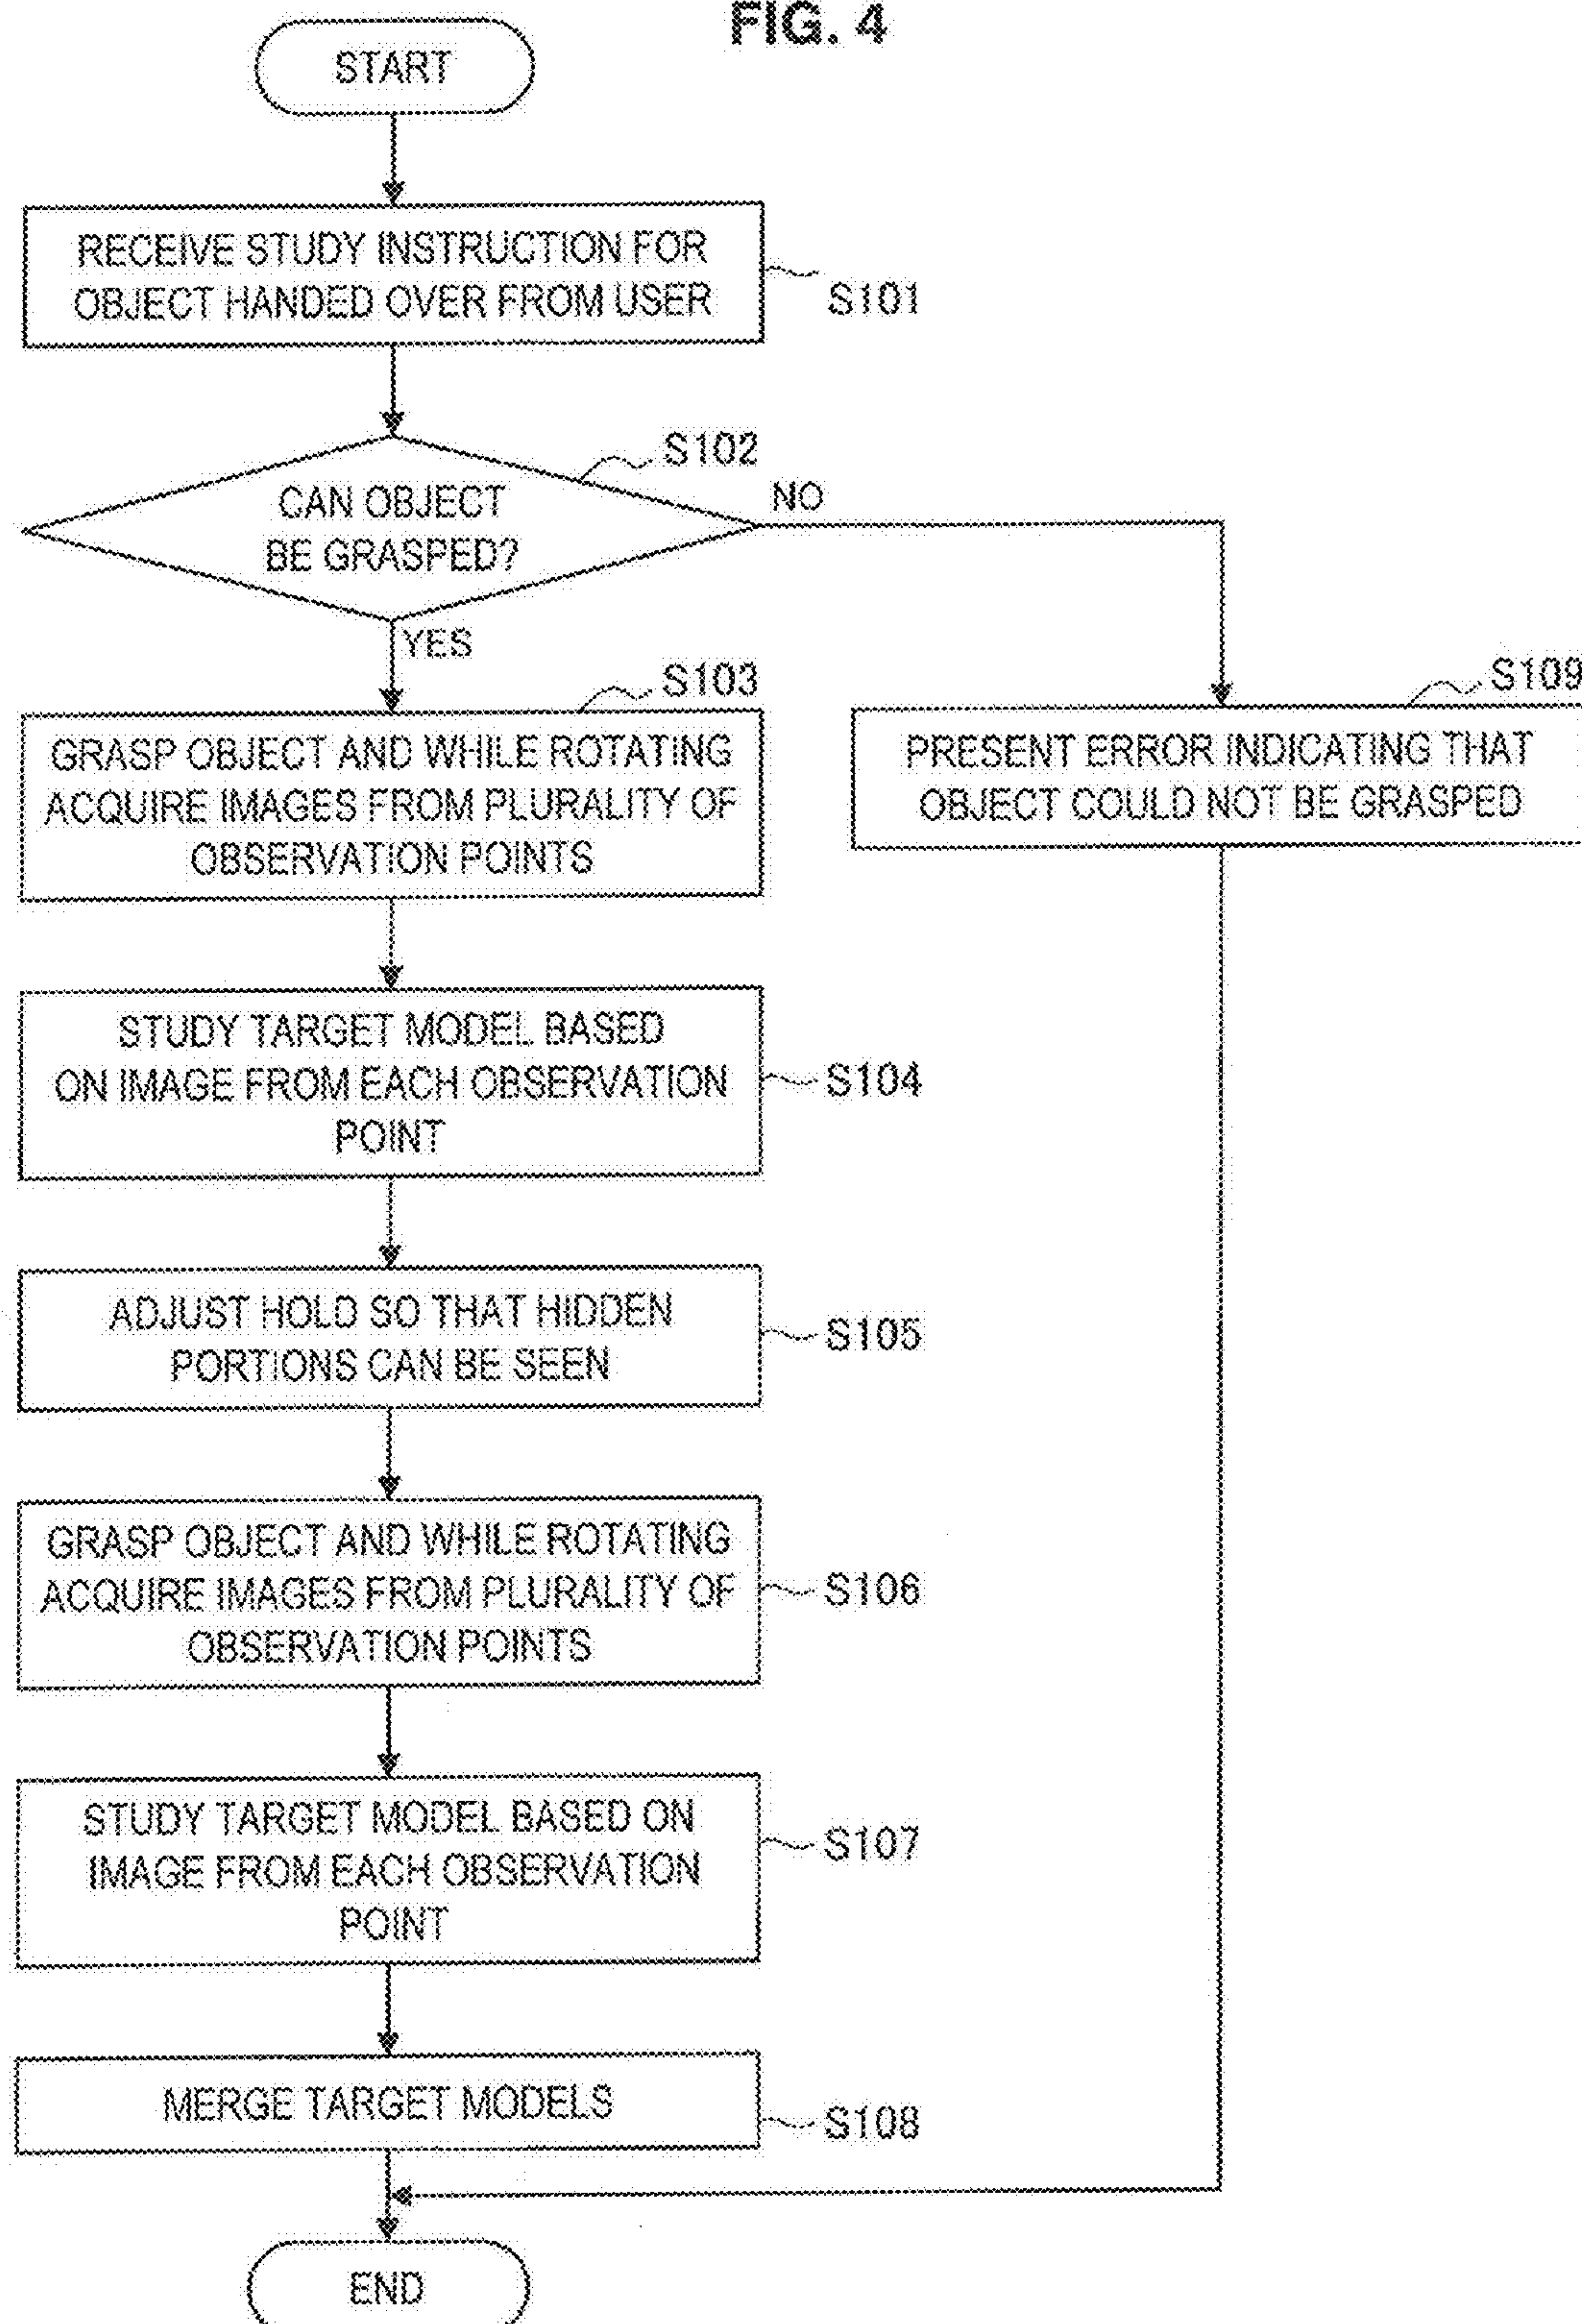 FIG. 4
START
RECEIVE STUDY INSTRUCTION FOR
OBJECT HANDED OVER FROM USER
S101
S102
CAN OBJECT
BE GRASPED?
NO
YES
S103
GRASP OBJECT AND WHILE ROTATING
ACQUIRE IMAGES FROM PLURALITY OF
OBSERVATION POINTS
S109
PRESENT ERROR INDICATING THAT
OBJECT COULD NOT BE GRASPED
STUDY TARGET MODEL BASED
ON IMAGE FROM EACH OBSERVATION
POINT
S104
ADJUST HOLD SO THAT HIDDEN
PORTIONS CAN BE SEEN
S105
GRASP OBJECT AND WHILE ROTATING
ACQUIRE IMAGES FROM PLURALITY OF
OBSERVATION POINTS
S106
STUDY TARGET MODEL BASED ON
IMAGE FROM EACH OBSERVATION
POINT
S107
MERGE TARGET MODELS
S108
END